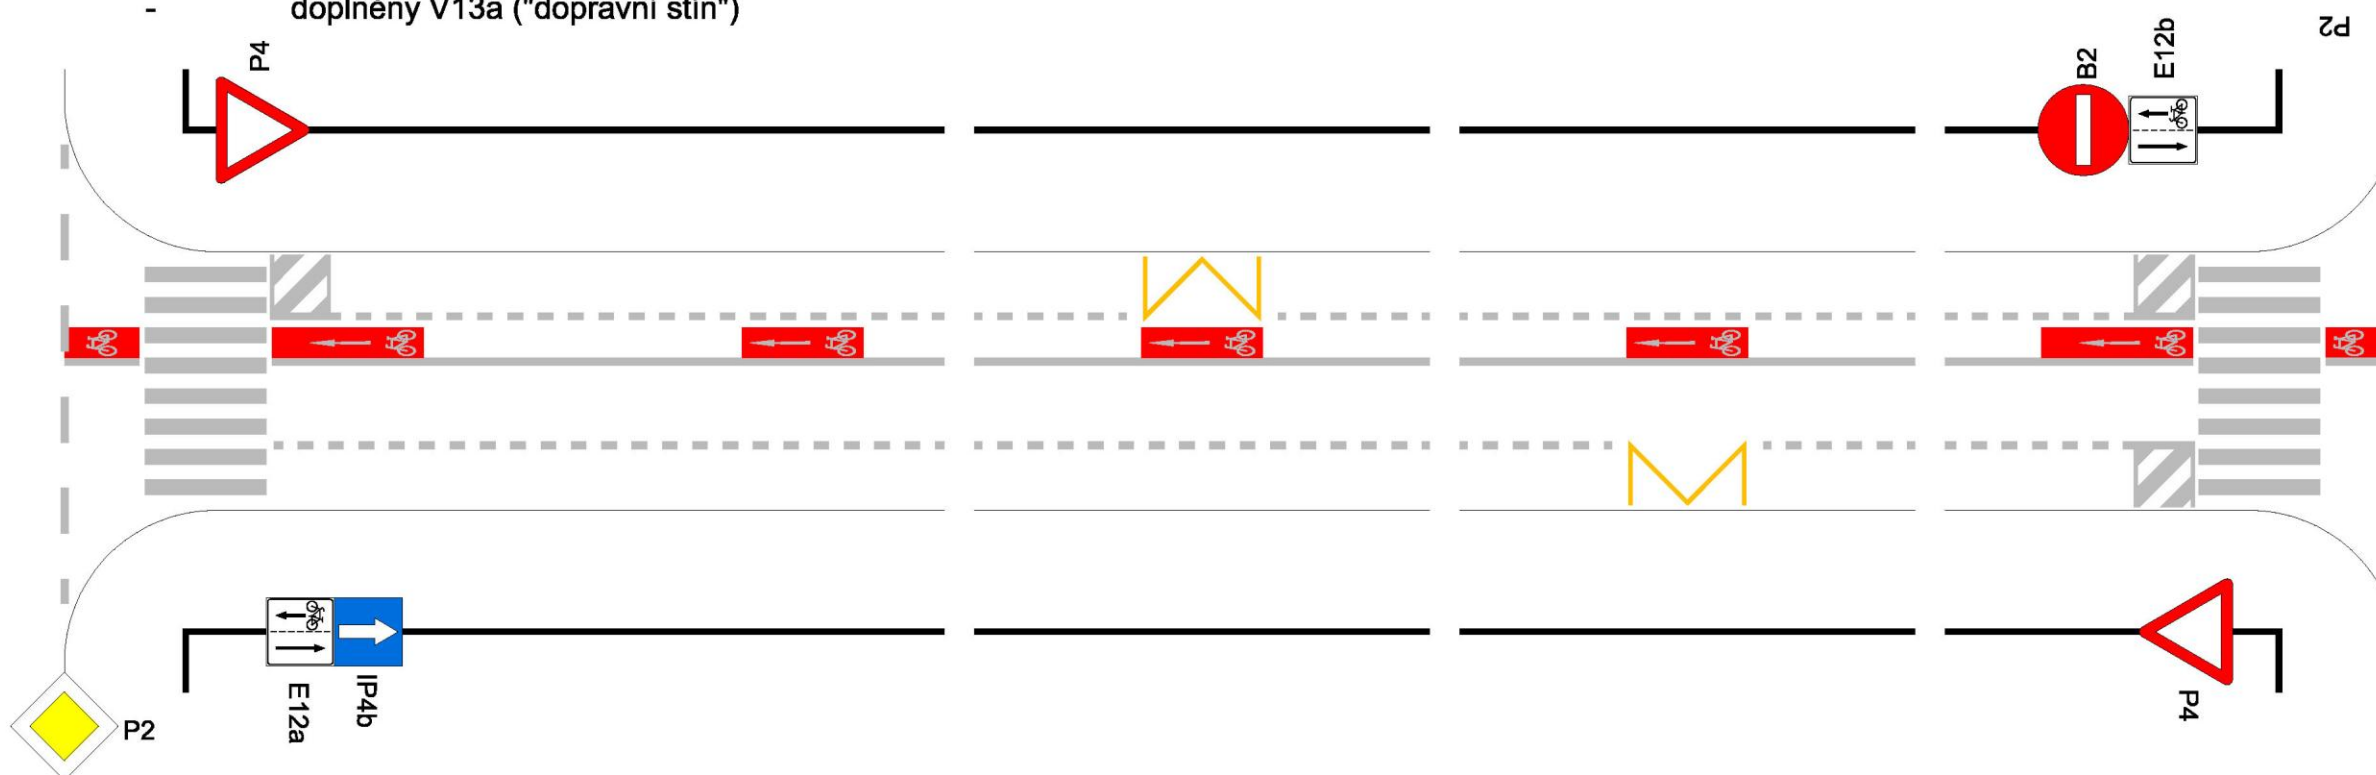 - doplněny V13a ("dopravní stín")
P4
B2
E12b
P2
E12a
IP4b
P2
P4